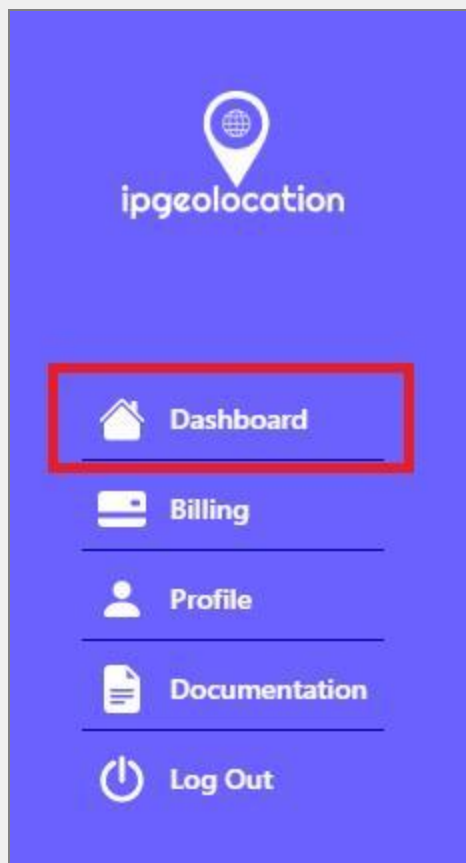 ipgeolocation
Dashboard
Billing
Profile
Documentation
Log Out